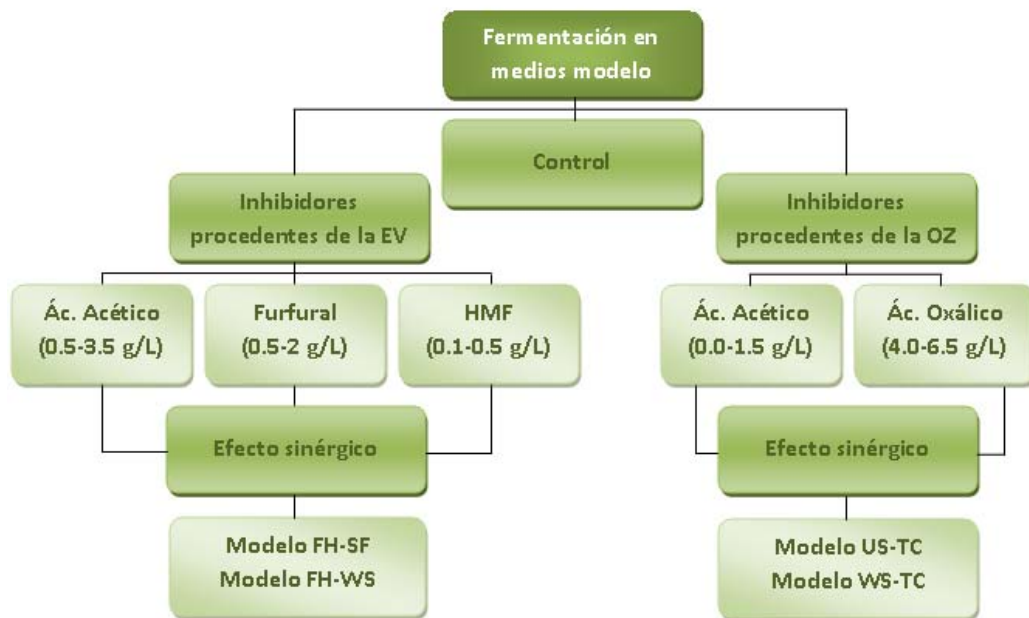 Fermentación en
medios modelo
Control
Inhibidores
procedentes de la EV
Inhibidores
procedentes de la OZ
Ác. Acético
(0.5-3.5 g/L)
Furfural
(0.5-2 g/L)
HMF
(0.1-0.5 g/L)
Ác. Acético
(0.0-1.5 g/L)
Ác. Oxálico
(4.0-6.5 g/L)
Efecto sinérgico
Efecto sinérgico
Modelo FH-SF
Modelo FH-WS
Modelo US-TC
Modelo WS-TC